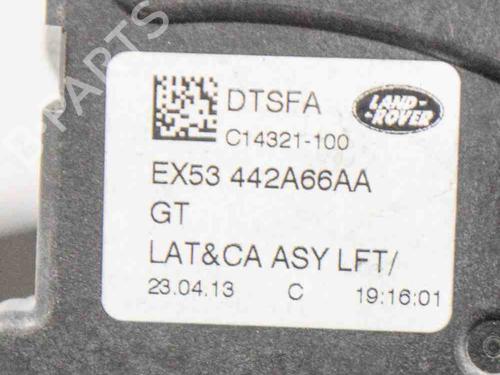 DTSFA
LAND-
ROVER
C14321-100
EX53 442A66AA
GT
LAT&CA ASY LFT/
23.04.13 C 19:16:01
B-PARTS